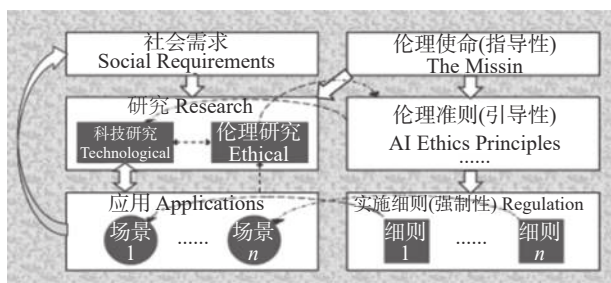 社会需求
Social Requirements
伦理使命(指导性)
The Missin
研究 Research
科技研究
Technological
伦理研究
Ethical
伦理准则(引导性)
AI Ethics Principles
......
应用 Applications
场景
1
......
场景
n
实施细则(强制性) Regulation
细则
1
......
细则
n